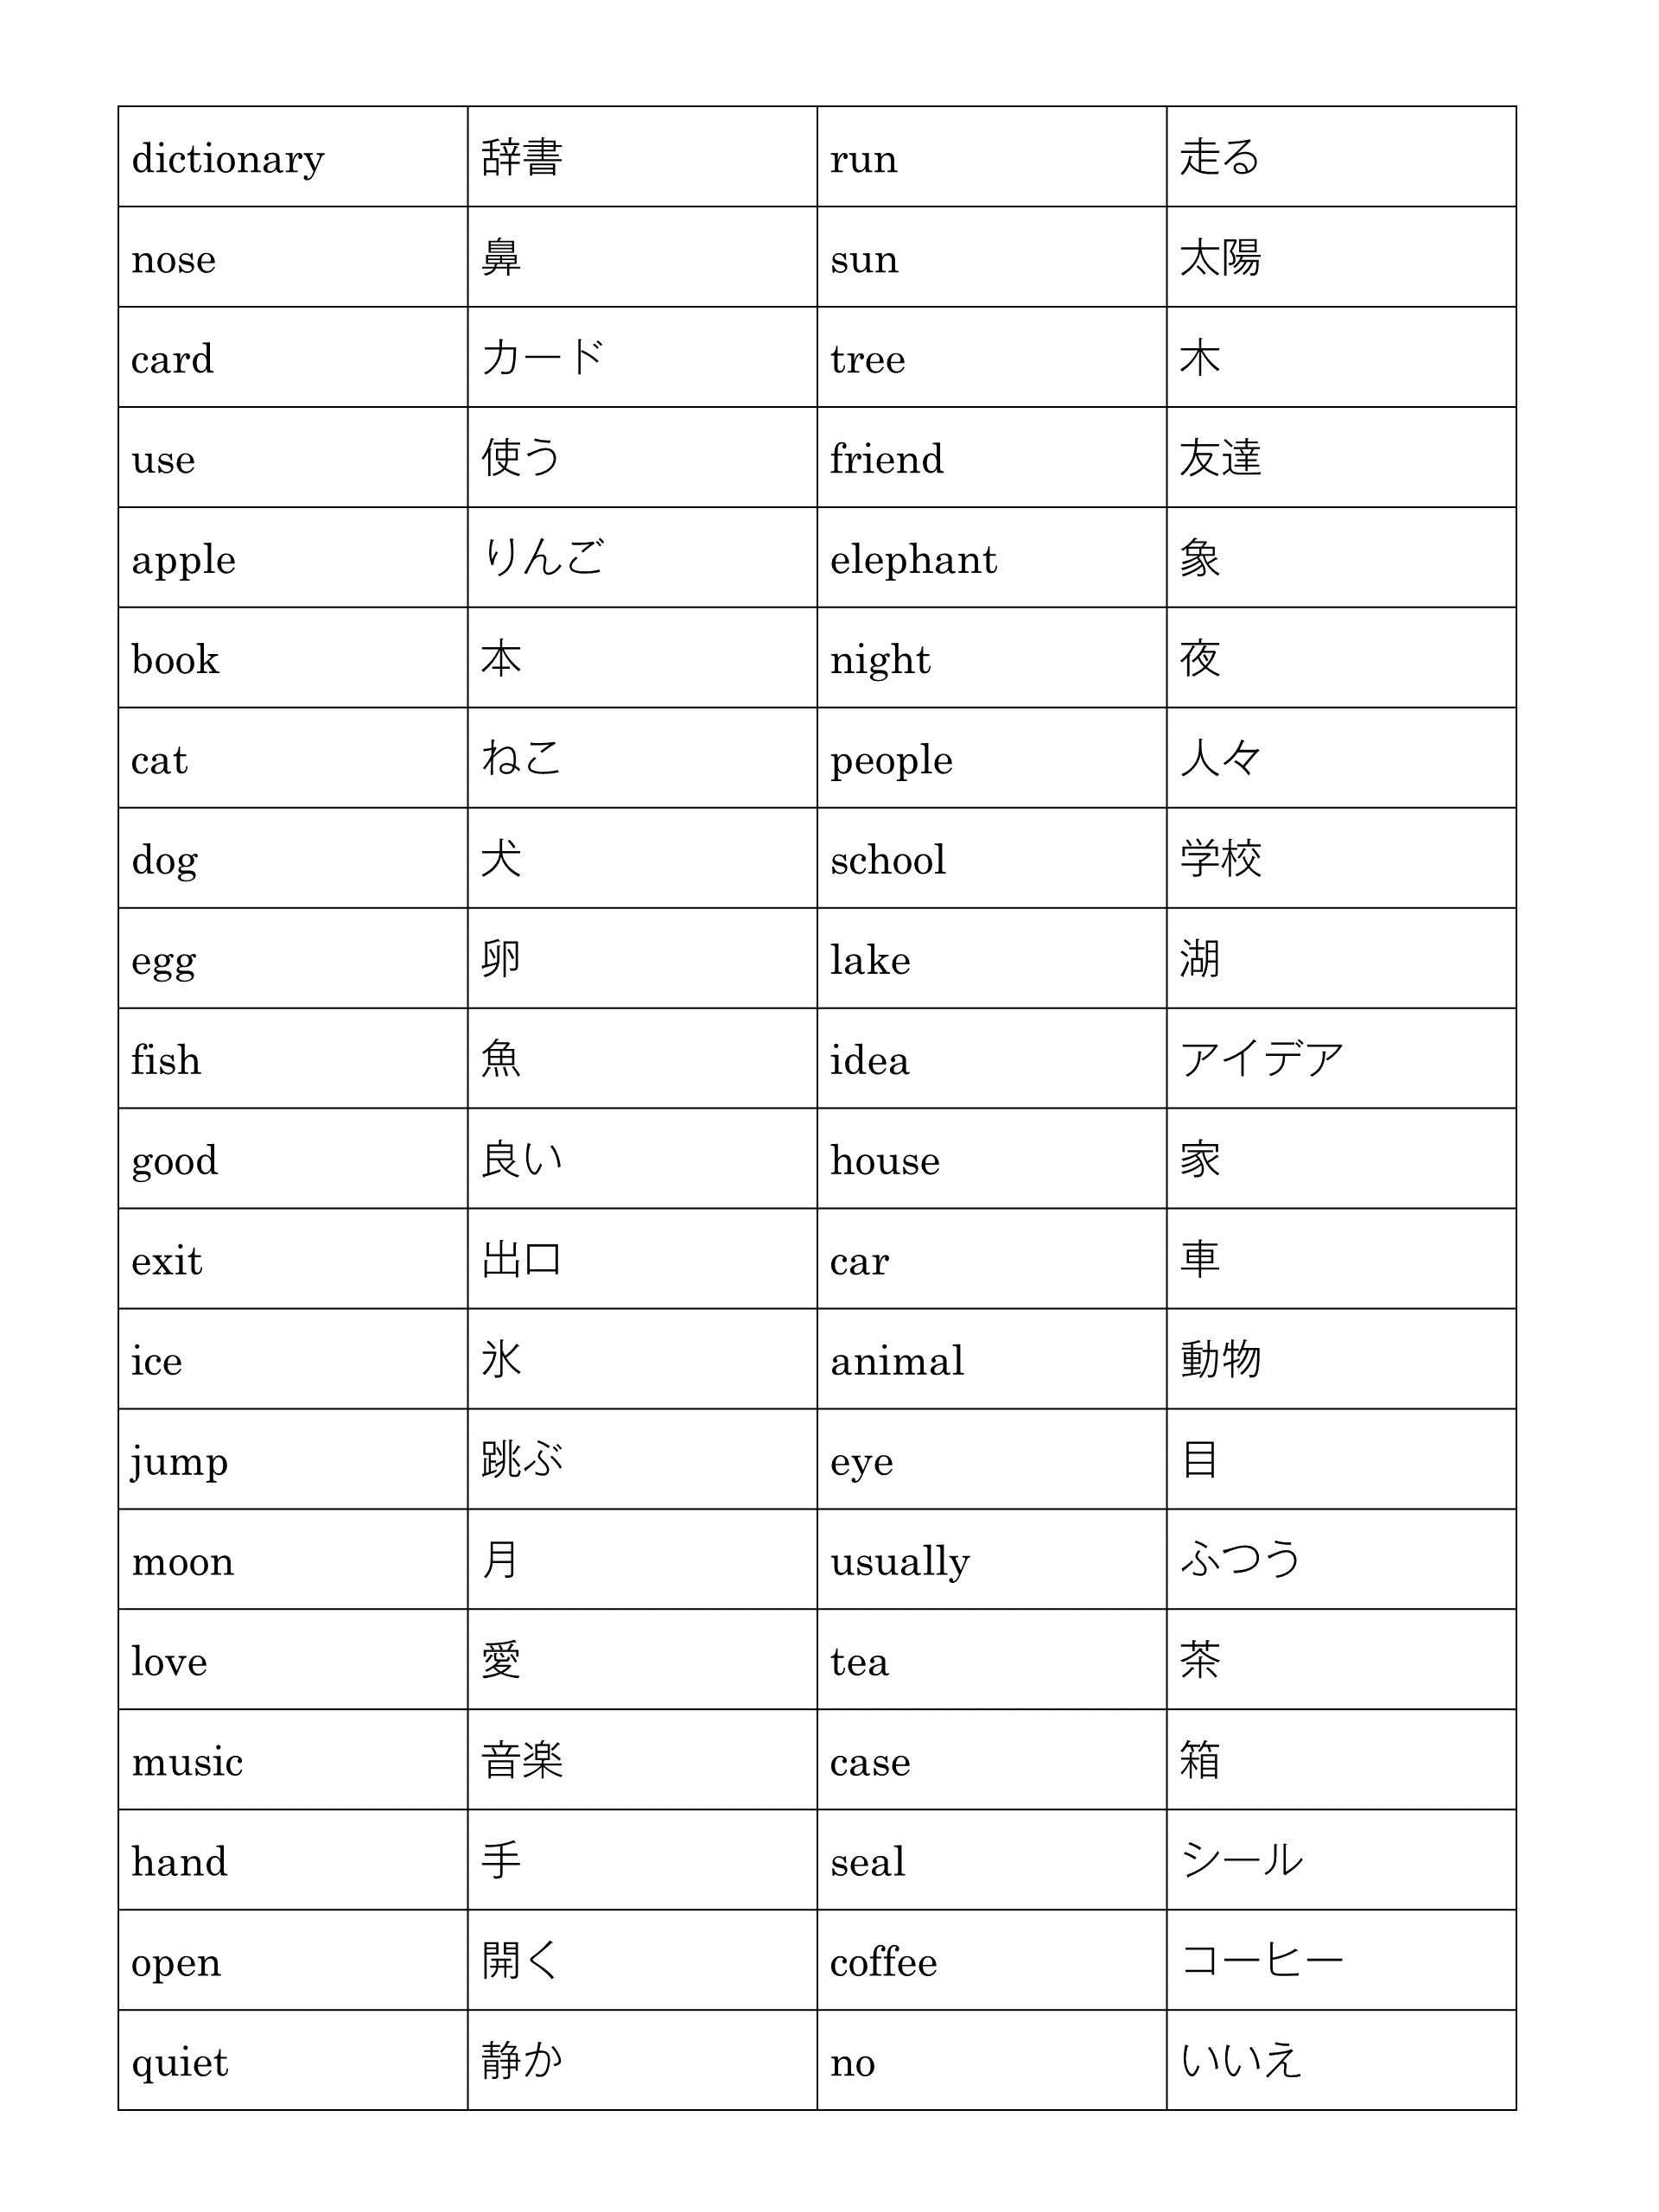 dictionary 辞書 run 走る
nose 鼻 sun 太陽
card カード tree 木
use 使う friend 友達
apple りんご elephant 象
book 本 night 夜
cat ねこ people 人々
dog 犬 school 学校
egg 卵 lake 湖
fish 魚 idea アイデア
good 良い house 家
exit 出口 car 車
ice 氷 animal 動物
jump 跳ぶ eye 目
moon 月 usually ふつう
love 愛 tea 茶
music 音楽 case 箱
hand 手 seal シール
open 開く coffee コーヒー
quiet 静か no いいえ